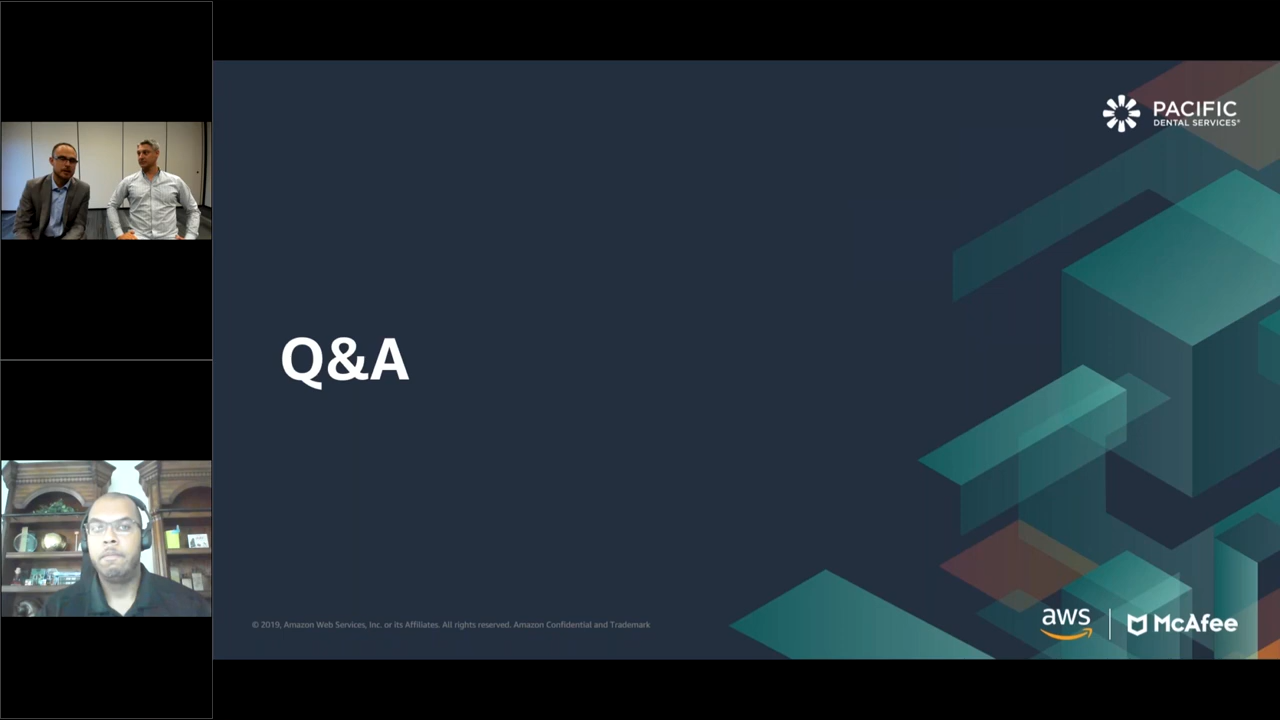 PACIFIC
DENTAL SERVICES®
Q&A
© 2019, Amazon Web Services, Inc. or its Affiliates. All rights reserved. Amazon Confidential and Trademark
aws
McAfee